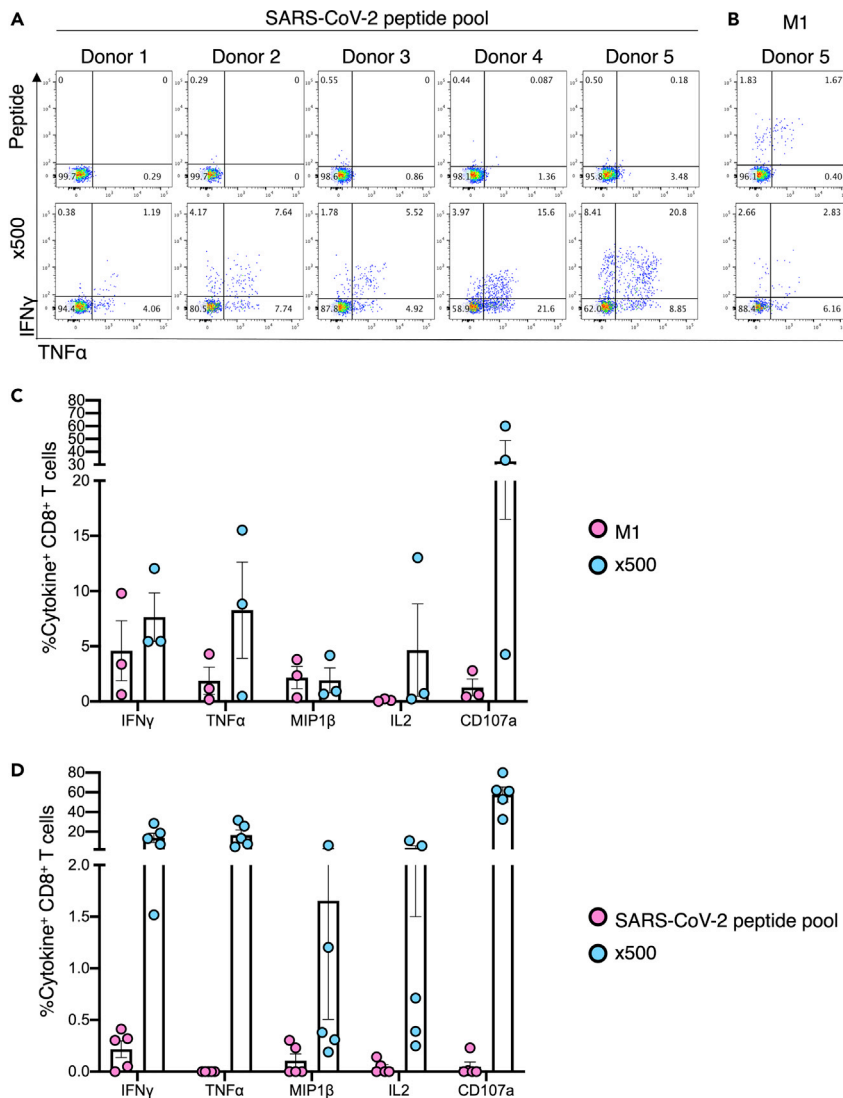 A
SARS-CoV-2 peptide pool
B
M1
Donor 1
Donor 2
Donor 3
Donor 4
Donor 5
Donor 5
Peptide
0
0
0.29
0
0.55
0
0.44
0.087
0.50
0.18
1.83
1.67
99.7
0.29
99.7
0
98.6
0.86
98.1
1.36
95.8
3.48
96.1
0.40
x500
0.38
1.19
4.17
7.64
1.78
5.52
3.97
15.6
8.41
20.8
2.66
2.83
94.4
4.06
80.5
7.74
87.8
4.92
58.9
21.6
62.0
8.85
88.4
6.16
IFNγ
TNFα
C
%Cytokine⁺ CD8⁺ T cells
80
70
60
50
40
30
20
15
10
5
0
IFNγ
TNFα
MIP1β
IL2
CD107a
M1
x500
D
%Cytokine⁺ CD8⁺ T cells
80
60
40
20
2.0
1.5
1.0
0.5
0.0
IFNγ
TNFα
MIP1β
IL2
CD107a
SARS-CoV-2 peptide pool
x500